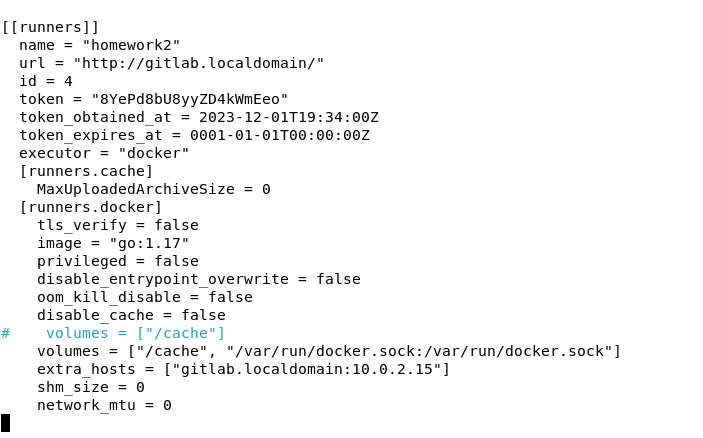 [[runners]]
  name = "homework2"
  url = "http://gitlab.localdomain/"
  id = 4
  token = "8YePd8bU8yyZD4kWmEeo"
  token_obtained_at = 2023-12-01T19:34:00Z
  token_expires_at = 0001-01-01T00:00:00Z
  executor = "docker"
  [runners.cache]
    MaxUploadedArchiveSize = 0
  [runners.docker]
    tls_verify = false
    image = "go:1.17"
    privileged = false
    disable_entrypoint_overwrite = false
    oom_kill_disable = false
    disable_cache = false
#    volumes = ["/cache"]
    volumes = ["/cache", "/var/run/docker.sock:/var/run/docker.sock"]
    extra_hosts = ["gitlab.localdomain:10.0.2.15"]
    shm_size = 0
    network_mtu = 0